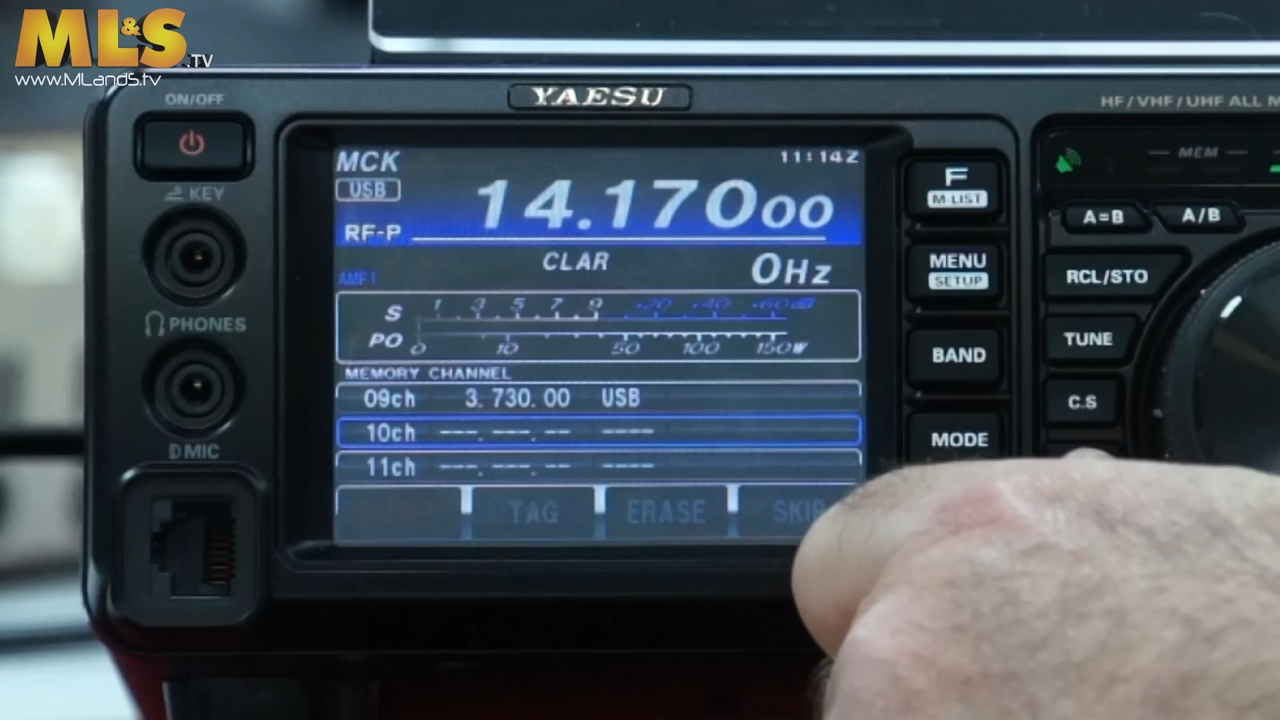 ML&S.TV
www.MLandS.tv
ON/OFF
YAESU
HF/VHF/UHF ALL M
MCK
11:14Z
USB
14.17000
RF-P
CLAR
0Hz
AMP1
S 1 3 5 7 9 +20 +40 +60dB
PO 0 10 50 100 150W
MEMORY CHANNEL
09ch 3.730.00 USB
10ch ---.---.-- ----
11ch ---.---.-- ----
TAG ERASE SKIP
KEY
PHONES
DMIC
F
M-LIST
MENU
SETUP
BAND
MODE
MEM
A=B
A/B
RCL/STO
TUNE
C.S